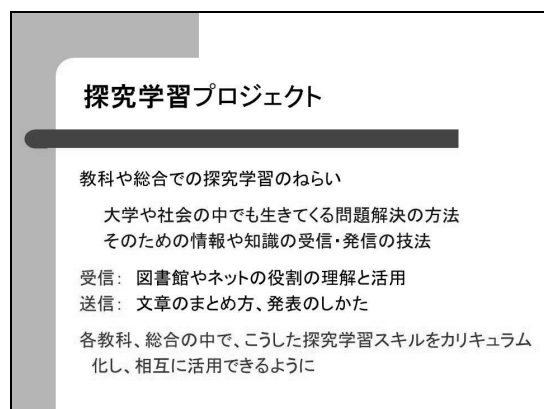 探究学習プロジェクト
教科や総合での探究学習のねらい
大学や社会の中でも生きてくる問題解決の方法
そのための情報や知識の受信・発信の技法
受信： 図書館やネットの役割の理解と活用
送信： 文章のまとめ方、発表のしかた
各教科、総合の中で、こうした探究学習スキルをカリキュラム
化し、相互に活用できるように